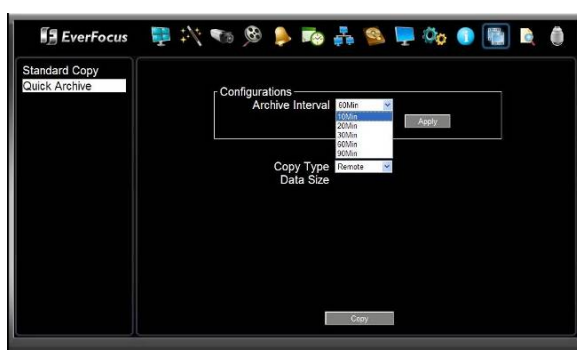 EverFocus
Standard Copy
Quick Archive
Configurations
Archive Interval 60Min
10Min
20Min
30Min
60Min
90Min
Apply
Copy Type Remote
Data Size
Copy